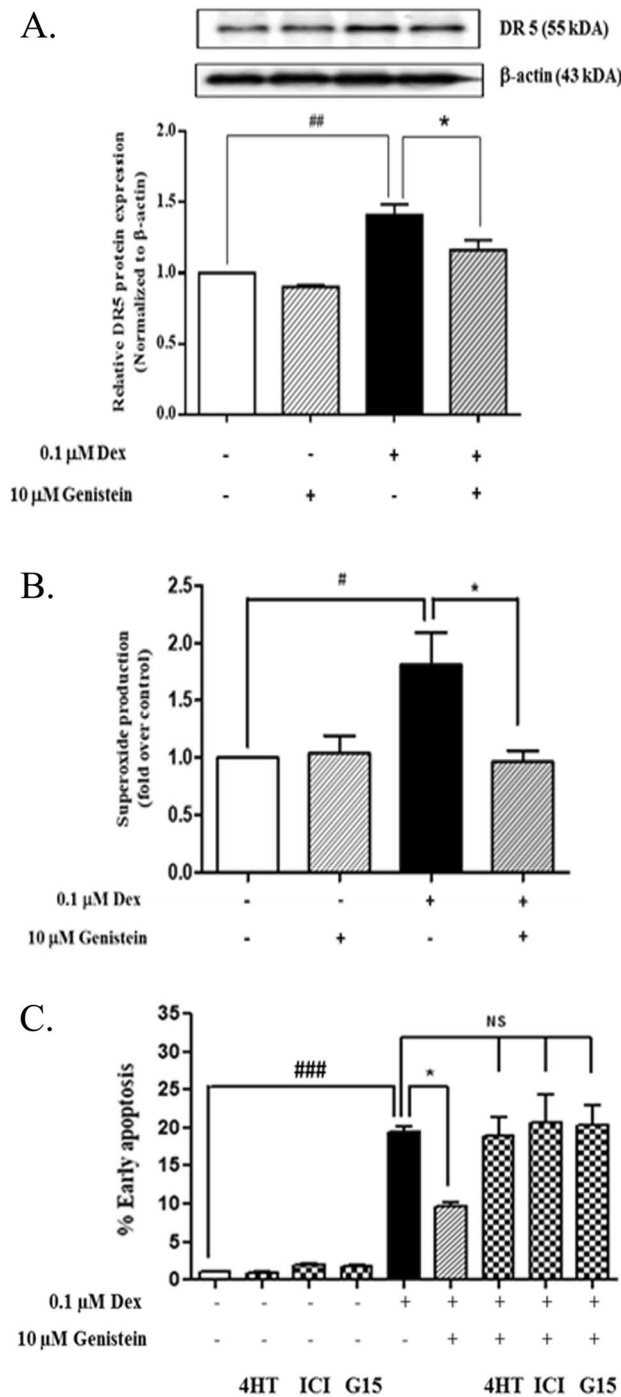 A.
DR 5 (55 kDA)
β-actin (43 kDA)
Relative DR5 protein expression
(Normalized to β-actin)
2.0
1.5
1.0
0.5
0.0
## *
0.1 μM Dex - - + +
10 μM Genistein - + - +
B.
Superoxide production
(fold over control)
2.5
2.0
1.5
1.0
0.5
0.0
# *
0.1 μM Dex - - + +
10 μM Genistein - + - +
C.
% Early apoptosis
35
30
25
20
15
10
5
0
NS
### *
0.1 μM Dex - - - - + + + + +
10 μM Genistein - - - - - + + + +
4HT ICI G15 4HT ICI G15